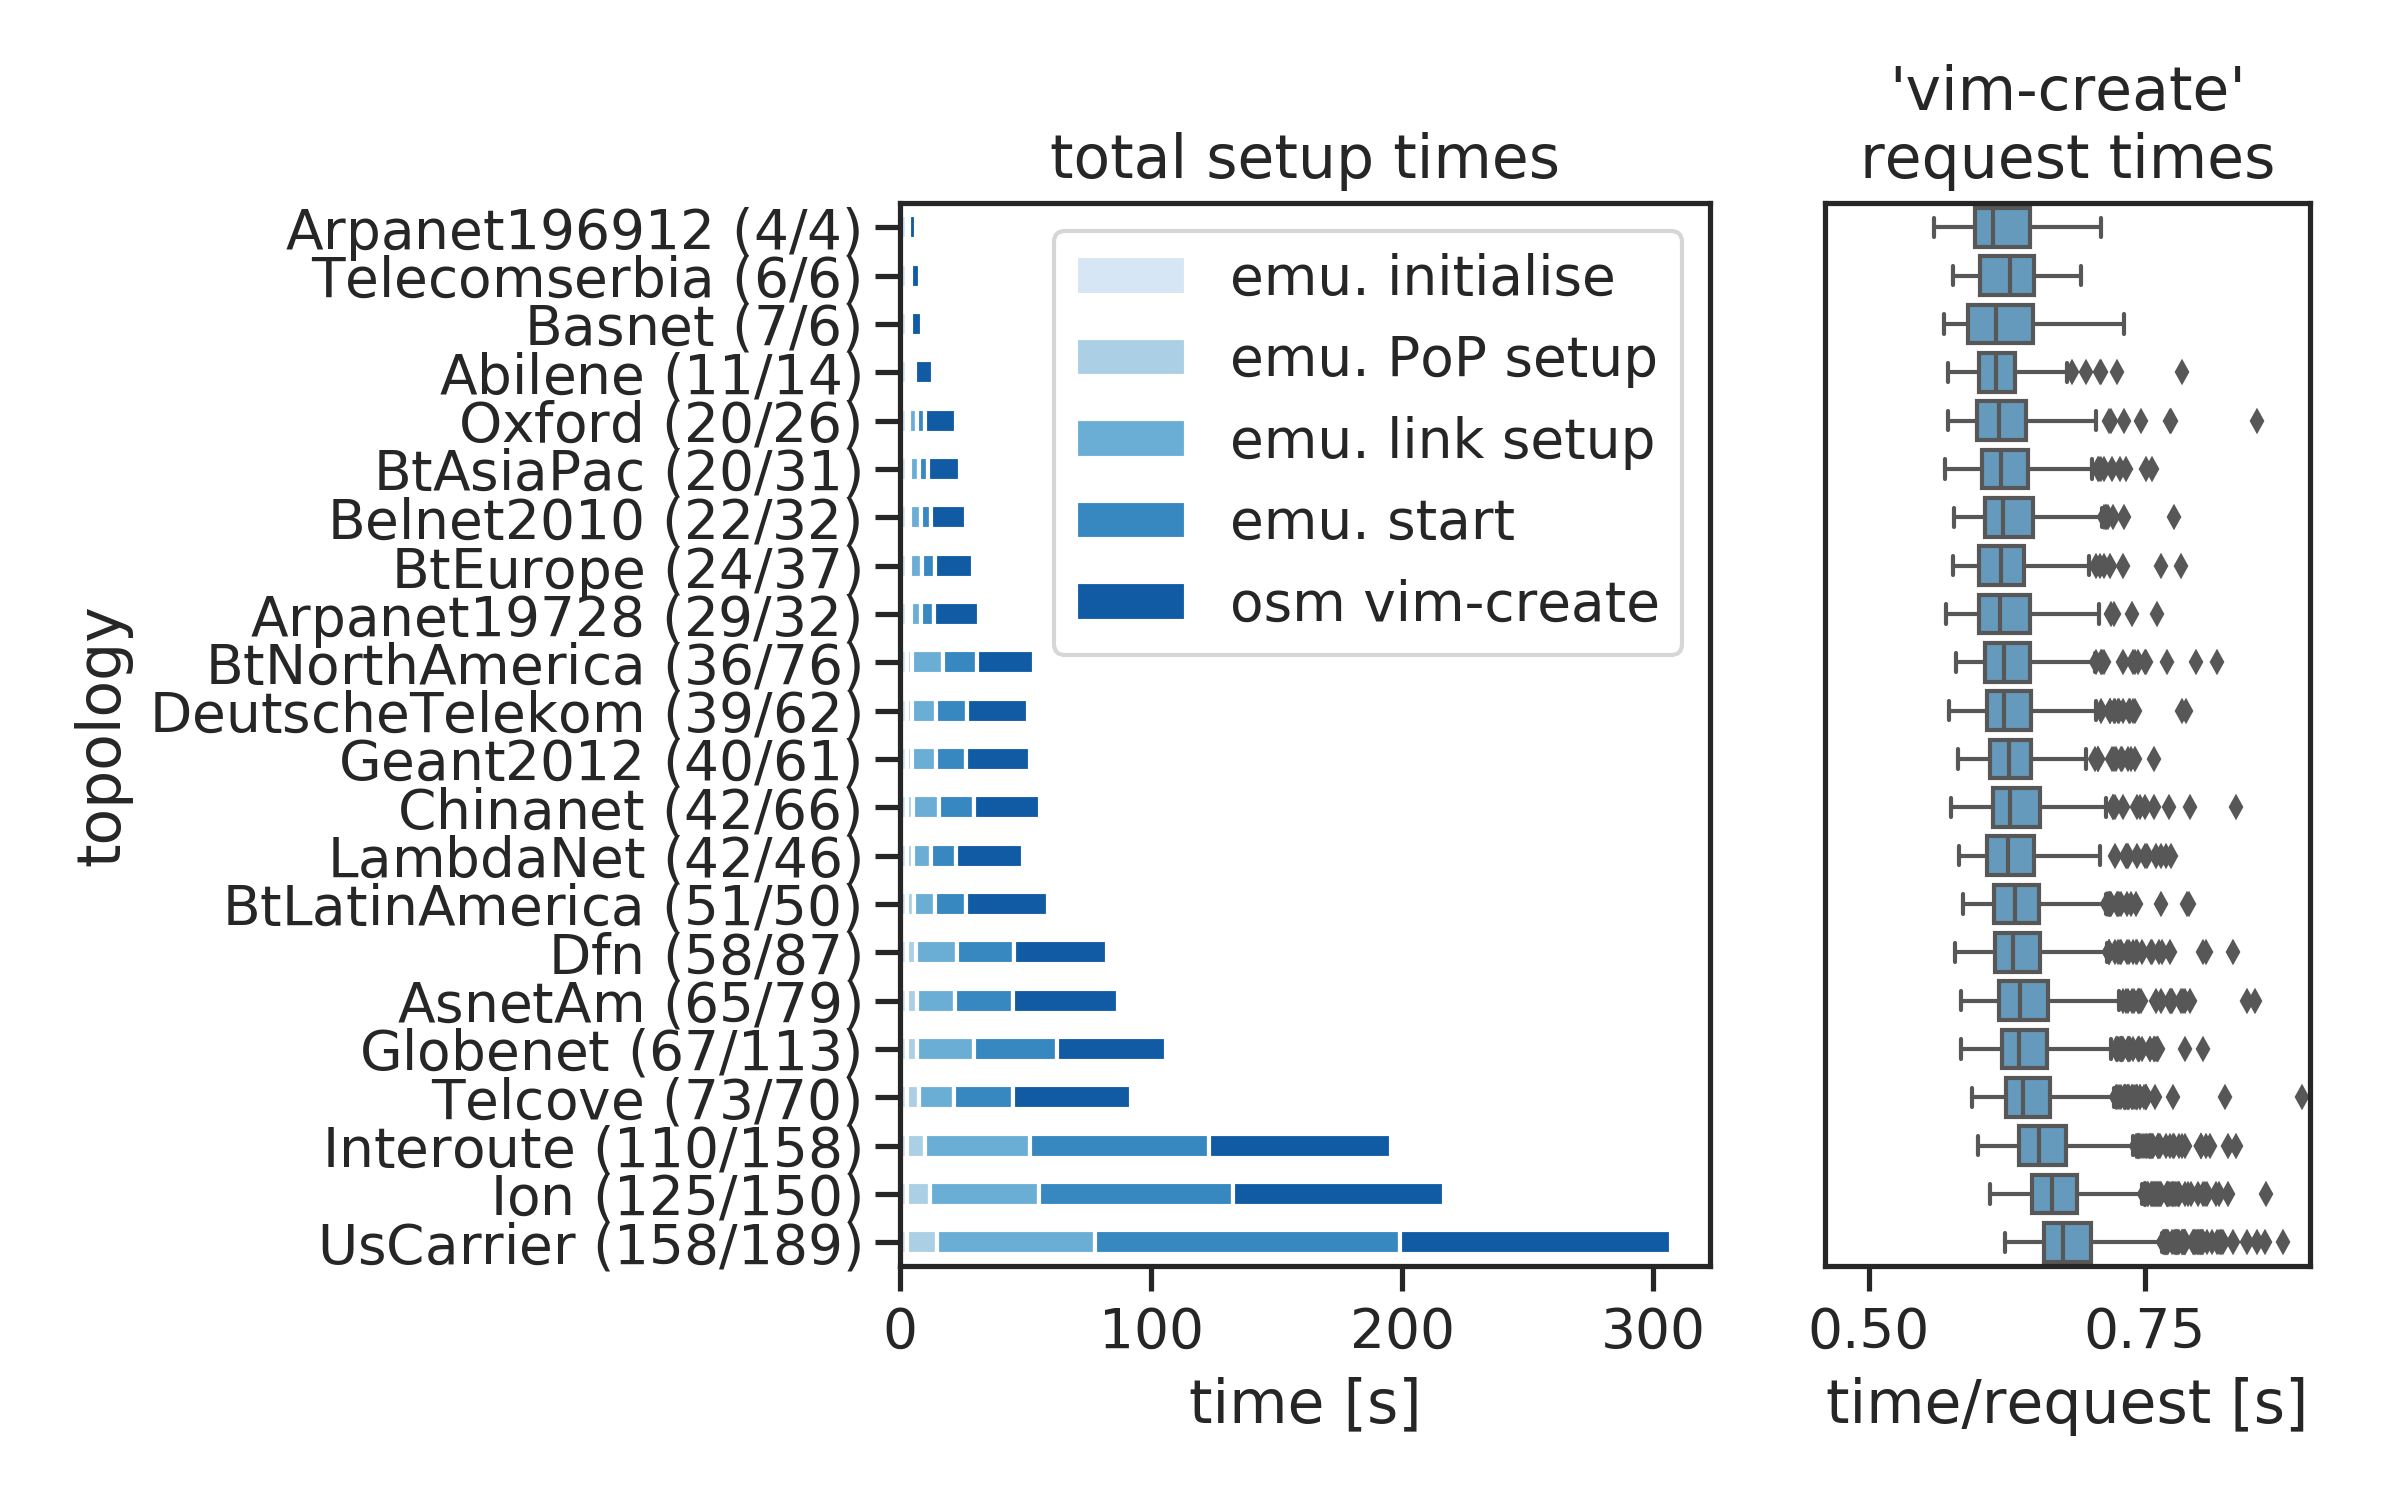 total setup times
'vim-create'
request times
topology
Arpanet196912 (4/4)
Telecomserbia (6/6)
Basnet (7/6)
Abilene (11/14)
Oxford (20/26)
BtAsiaPac (20/31)
Belnet2010 (22/32)
BtEurope (24/37)
Arpanet19728 (29/32)
BtNorthAmerica (36/76)
DeutscheTelekom (39/62)
Geant2012 (40/61)
Chinanet (42/66)
LambdaNet (42/46)
BtLatinAmerica (51/50)
Dfn (58/87)
AsnetAm (65/79)
Globenet (67/113)
Telcove (73/70)
Interoute (110/158)
Ion (125/150)
UsCarrier (158/189)
emu. initialise
emu. PoP setup
emu. link setup
emu. start
osm vim-create
0 100 200 300
time [s]
0.50 0.75
time/request [s]